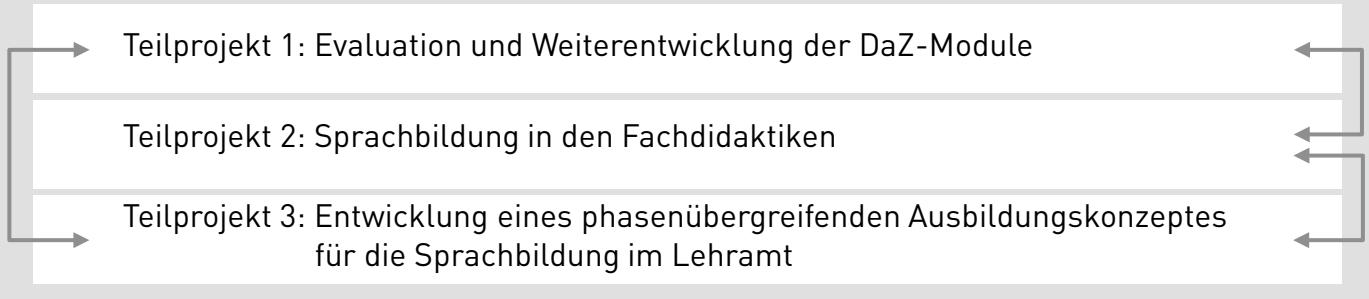 Teilprojekt 1: Evaluation und Weiterentwicklung der DaZ-Module
Teilprojekt 2: Sprachbildung in den Fachdidaktiken
Teilprojekt 3: Entwicklung eines phasenübergreifenden Ausbildungskonzeptes
für die Sprachbildung im Lehramt